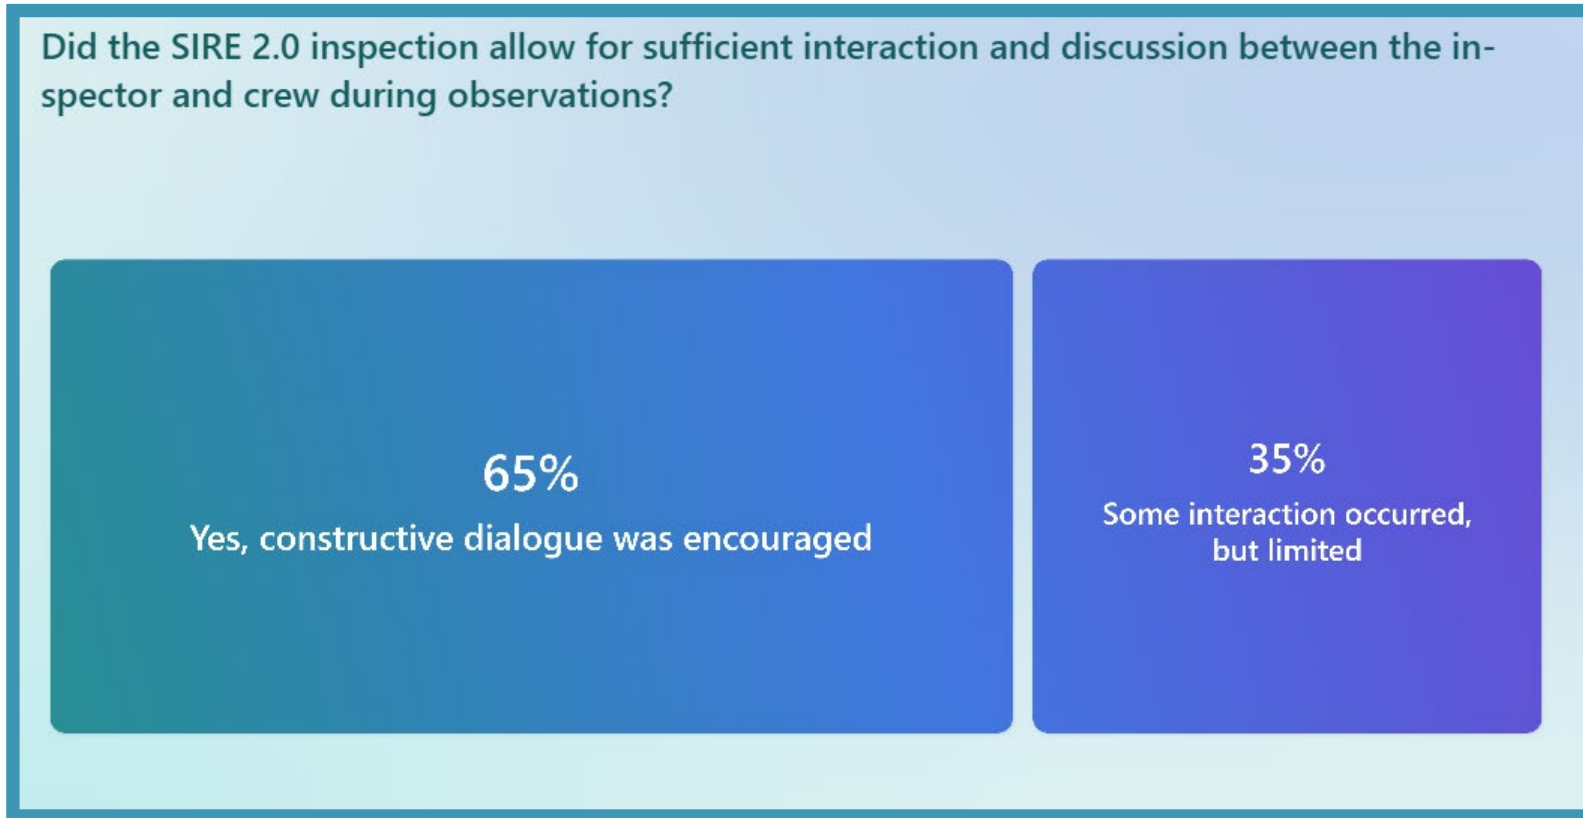 Did the SIRE 2.0 inspection allow for sufficient interaction and discussion between the in-
spector and crew during observations?
65%
Yes, constructive dialogue was encouraged
35%
Some interaction occurred,
but limited